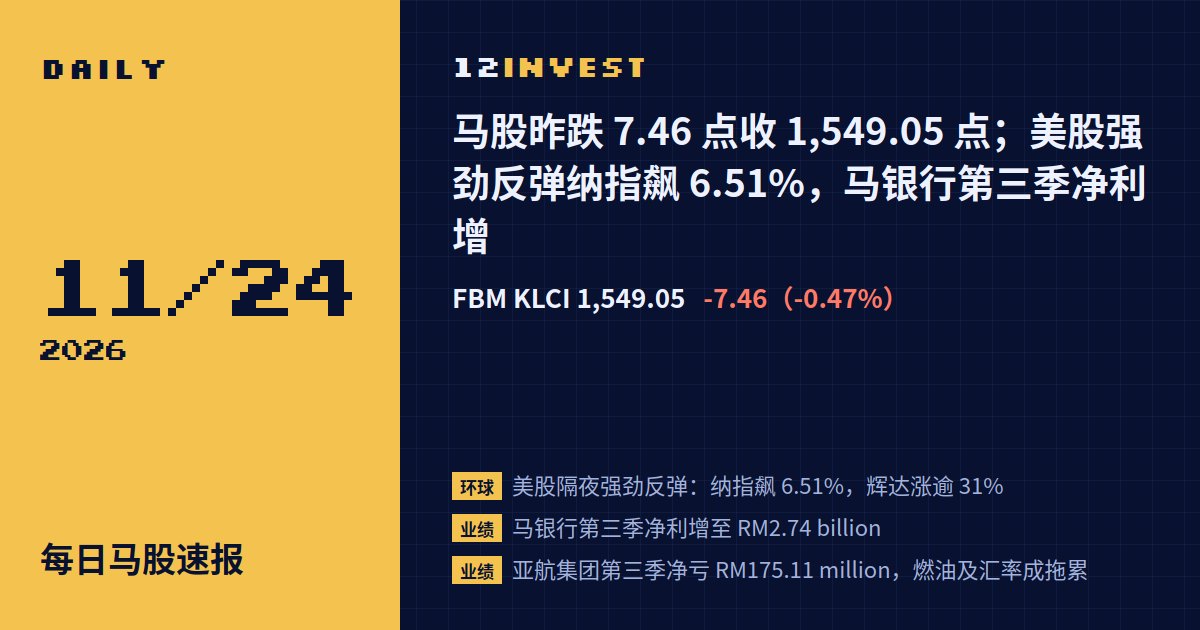 DAILY
11/24
2026
每日马股速报
12INVEST
马股昨跌 7.46 点收 1,549.05 点；美股强
劲反弹纳指飙 6.51%，马银行第三季净利
增
FBM KLCI 1,549.05 -7.46（-0.47%）
环球 美股隔夜强劲反弹：纳指飙 6.51%，辉达涨逾 31%
业绩 马银行第三季净利增至 RM2.74 billion
业绩 亚航集团第三季净亏 RM175.11 million，燃油及汇率成拖累